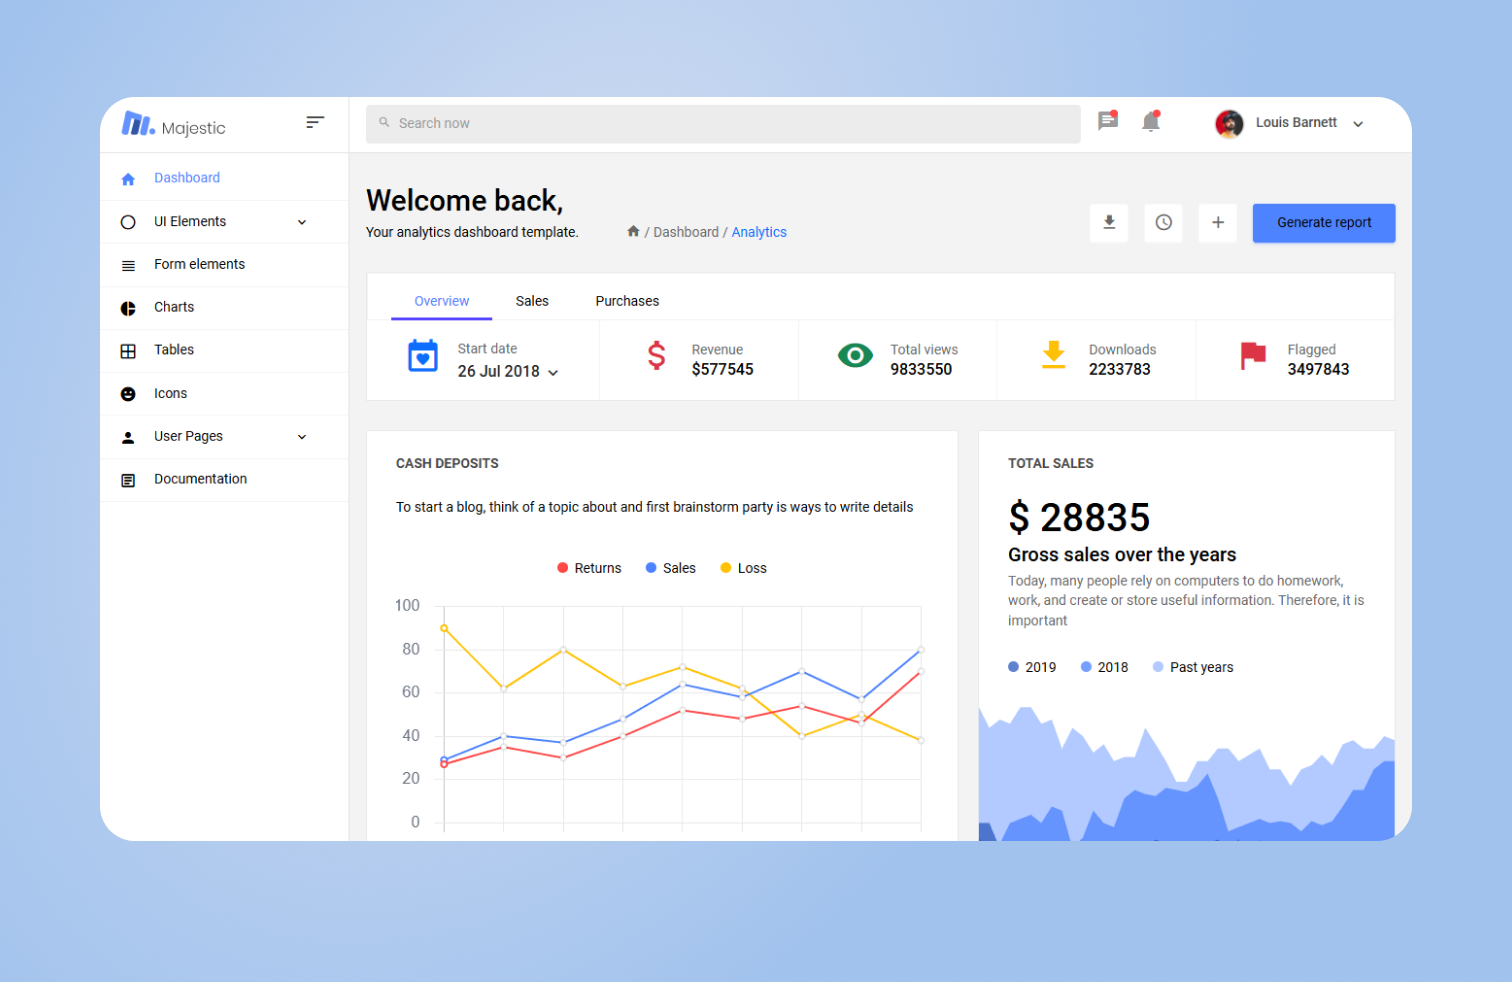 Majestic
Search now
Louis Barnett
Dashboard
UI Elements
Form elements
Charts
Tables
Icons
User Pages
Documentation
Welcome back,
Your analytics dashboard template.
/ Dashboard / Analytics
Generate report
Overview Sales Purchases
Start date
26 Jul 2018
Revenue
$577545
Total views
9833550
Downloads
2233783
Flagged
3497843
CASH DEPOSITS
To start a blog, think of a topic about and first brainstorm party is ways to write details
Returns Sales Loss
100
80
60
40
20
0
TOTAL SALES
$ 28835
Gross sales over the years
Today, many people rely on computers to do homework,
work, and create or store useful information. Therefore, it is
important
2019 2018 Past years